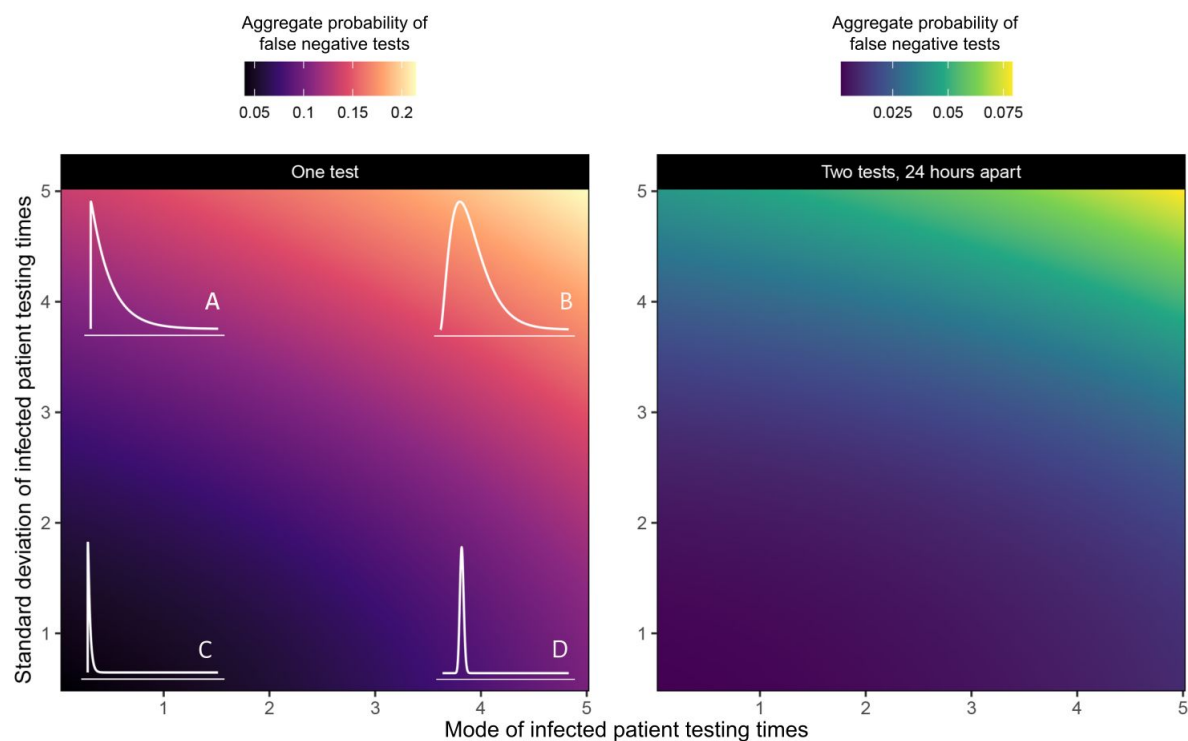 Aggregate probability of
false negative tests
0.05 0.1 0.15 0.2
Aggregate probability of
false negative tests
0.025 0.05 0.075
One test
Two tests, 24 hours apart
Standard deviation of infected patient testing times
5
4
3
2
1
A
B
C
D
1 2 3 4 5
5
4
3
2
1
1 2 3 4 5
Mode of infected patient testing times